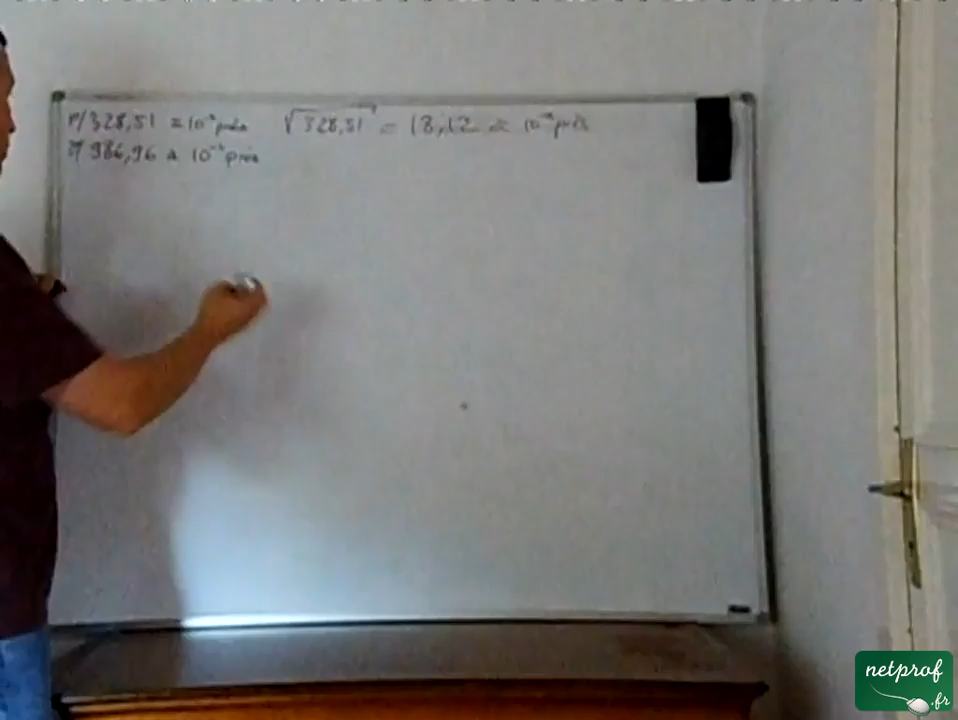 328,51 à 10⁻² près √328,51 = 18,12 à 10⁻² près
986,96 à 10⁻² près
netprof
.fr